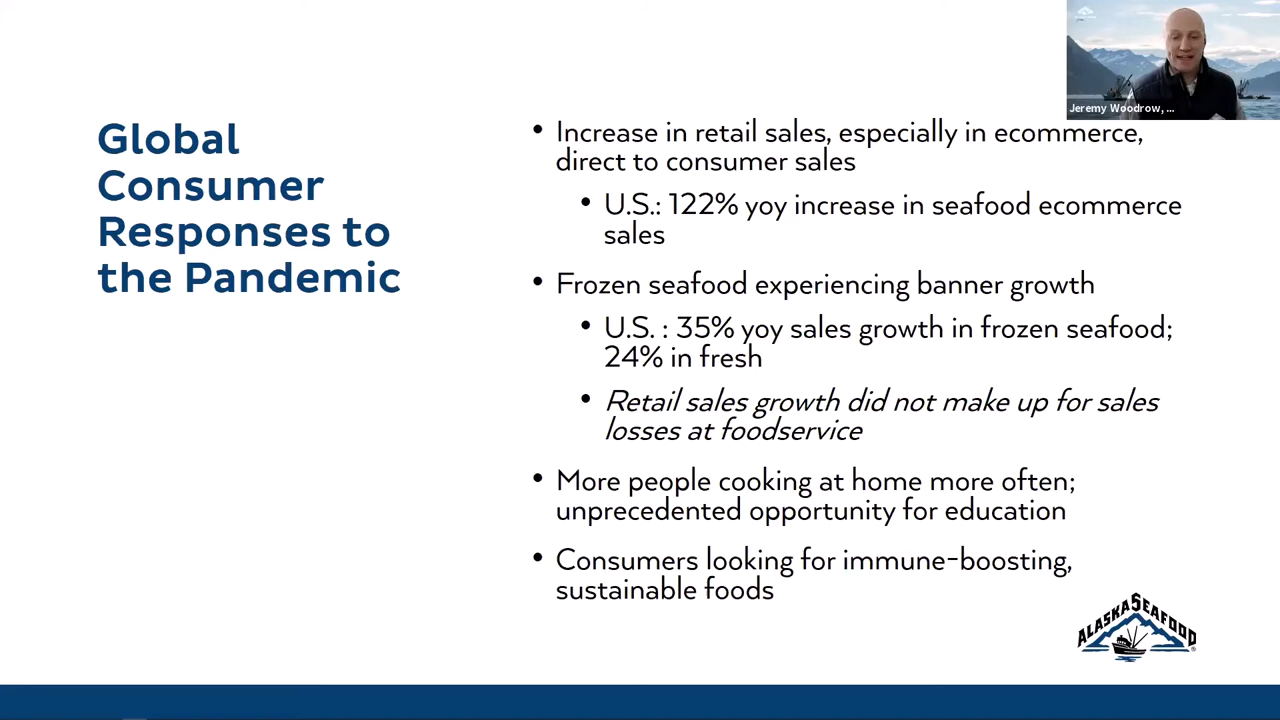 Jeremy Woodrow, ...
Global
Consumer
Responses to
the Pandemic
• Increase in retail sales, especially in ecommerce,
direct to consumer sales
• U.S.: 122% yoy increase in seafood ecommerce
sales
• Frozen seafood experiencing banner growth
• U.S. : 35% yoy sales growth in frozen seafood;
24% in fresh
• Retail sales growth did not make up for sales
losses at foodservice
• More people cooking at home more often;
unprecedented opportunity for education
• Consumers looking for immune-boosting,
sustainable foods
ALASKA SEAFOOD®